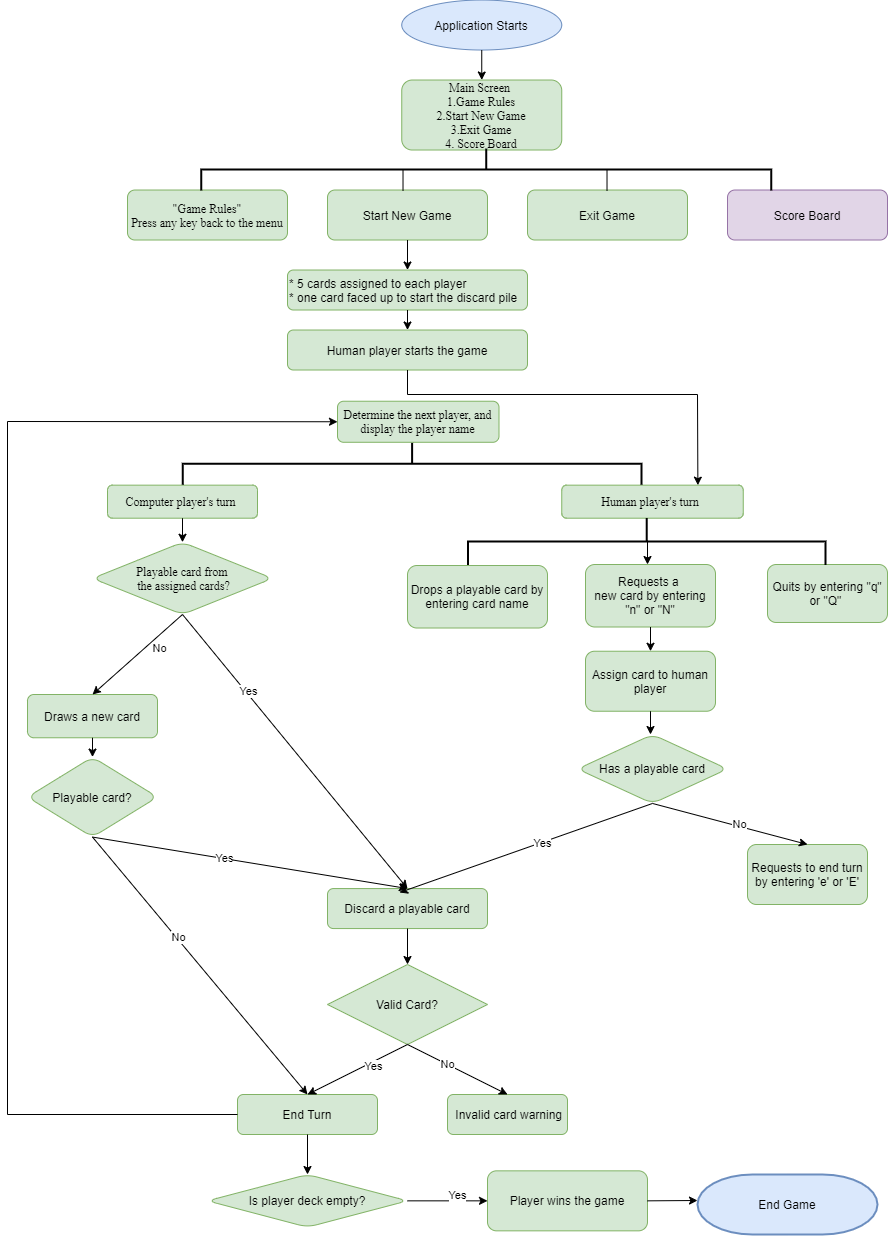 Application Starts
Main Screen
1.Game Rules
2.Start New Game
3.Exit Game
4. Score Board
"Game Rules"
Press any key back to the menu
Start New Game
Exit Game
Score Board
* 5 cards assigned to each player
* one card faced up to start the discard pile
Human player starts the game
Determine the next player, and
display the player name
Computer player's turn
Human player's turn
Playable card from
the assigned cards?
Drops a playable card by
entering card name
Requests a
new card by entering
"n" or "N"
Quits by entering "q"
or "Q"
No
Yes
Assign card to human
player
Draws a new card
Playable card?
Has a playable card
Yes
No
Yes
Requests to end turn
by entering 'e' or 'E'
Discard a playable card
No
Valid Card?
Yes
No
End Turn
Invalid card warning
Is player deck empty?
Yes
Player wins the game
End Game